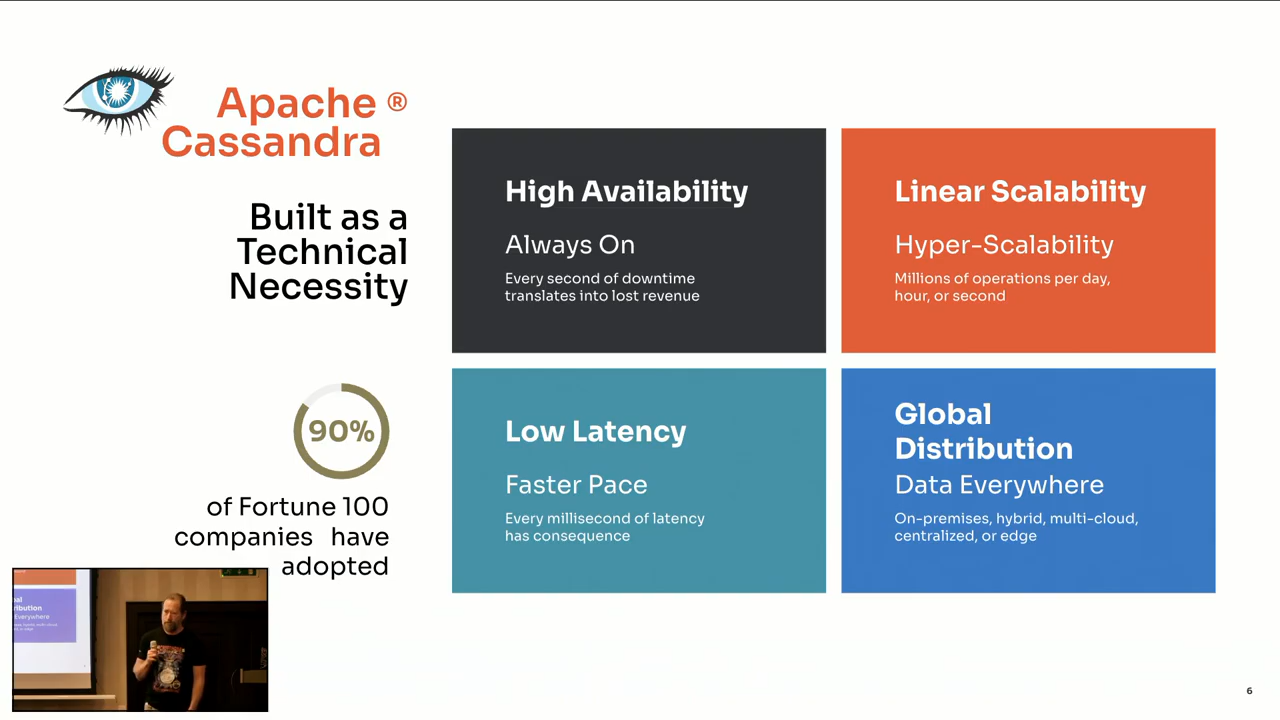 Apache ®
Cassandra
Built as a
Technical
Necessity
90%
of Fortune 100
companies have
adopted
High Availability
Always On
Every second of downtime
translates into lost revenue
Linear Scalability
Hyper-Scalability
Millions of operations per day,
hour, or second
Low Latency
Faster Pace
Every millisecond of latency
has consequence
Global
Distribution
Data Everywhere
On-premises, hybrid, multi-cloud,
centralized, or edge
ribution
Everywhere
6